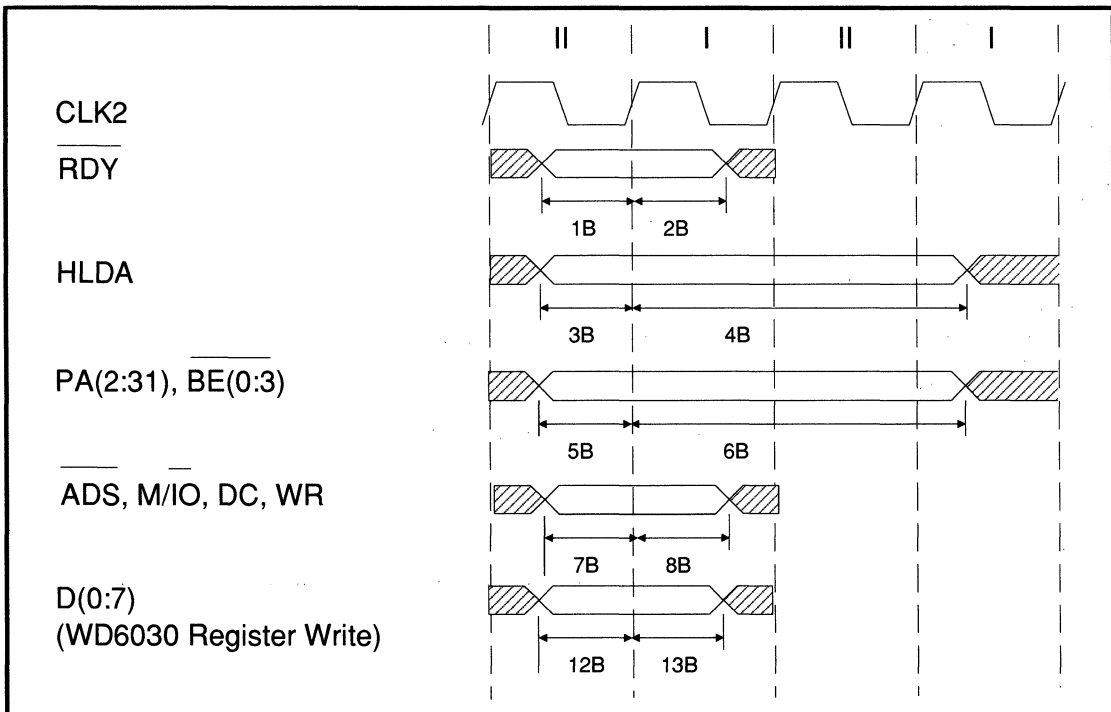 II I II I
CLK2
RDY
1B 2B
HLDA
3B 4B
PA(2:31), BE(0:3)
5B 6B
ADS, M/IO, DC, WR
7B 8B
D(0:7)
(WD6030 Register Write)
12B 13B